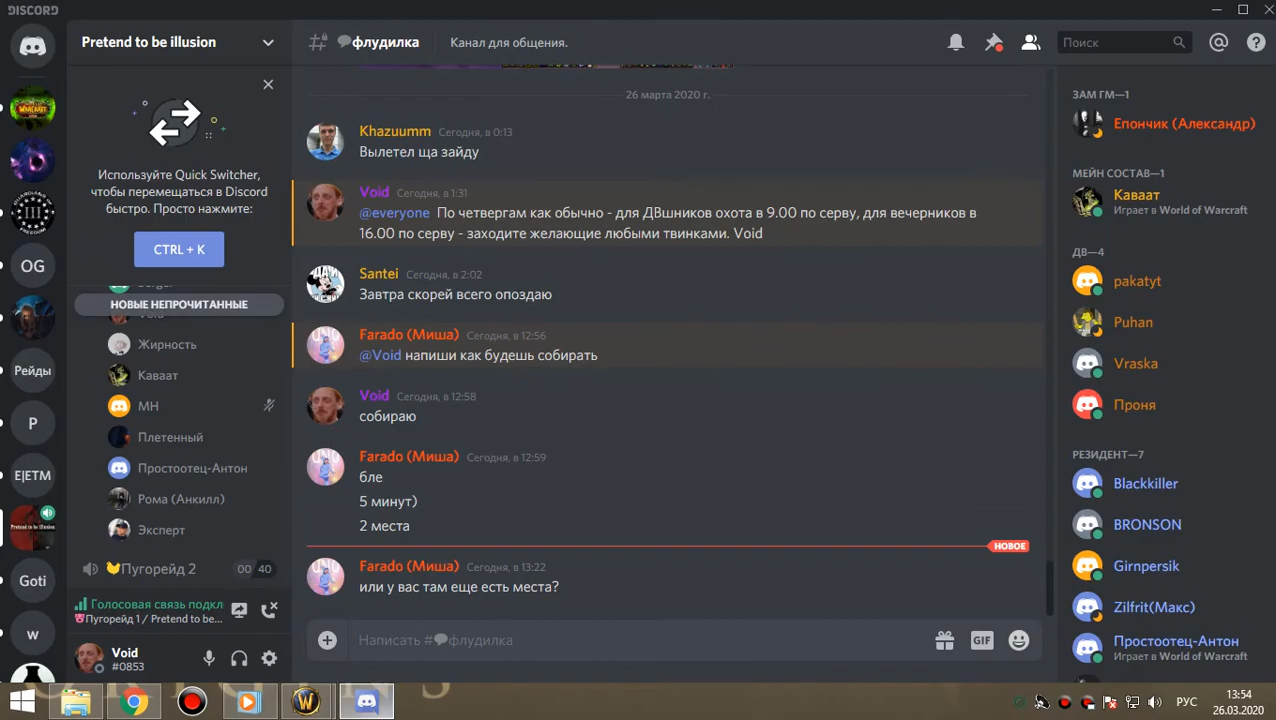 DISCORD
Pretend to be illusion
флудилка
Канал для общения.
Поиск
Используйте Quick Switcher,
чтобы перемещаться в Discord
быстро. Просто нажмите:
CTRL + K
НОВЫЕ НЕПРОЧИТАННЫЕ
Жирность
Каваат
МН
Плетенный
Простоотец-Антон
Рома (Анкилл)
Эксперт
Пугорейд 2
00 40
Голосовая связь подкл
Пугорейд 1 / Pretend to be...
Void
#0853
OG
Рейды
P
E|ETM
Pretend to be illusion
Goti
w
26 марта 2020 г.
Khazuumm Сегодня, в 0:13
Вылетел ща зайду
Void Сегодня, в 1:31
@everyone По четвергам как обычно - для ДВшников охота в 9.00 по серву, для вечерников в
16.00 по серву - заходите желающие любыми твинками. Void
Santei Сегодня, в 2:02
Завтра скорей всего опоздаю
Farado (Миша) Сегодня, в 12:56
@Void напиши как будешь собирать
Void Сегодня, в 12:58
собираю
Farado (Миша) Сегодня, в 12:59
бле
5 минут)
2 места
НОВОЕ
Farado (Миша) Сегодня, в 13:22
или у вас там еще есть места?
Написать #флудилка
GIF
ЗАМ ГМ—1
Епончик (Александр)
МЕЙН СОСТАВ—1
Каваат
Играет в World of Warcraft
ДВ—4
pakatyt
Puhan
Vraska
Проня
РЕЗИДЕНТ—7
Blackkiller
BRONSON
Girnpersik
Zilfrit(Макс)
Простоотец-Антон
Играет в World of Warcraft
РУС
13:54
26.03.2020